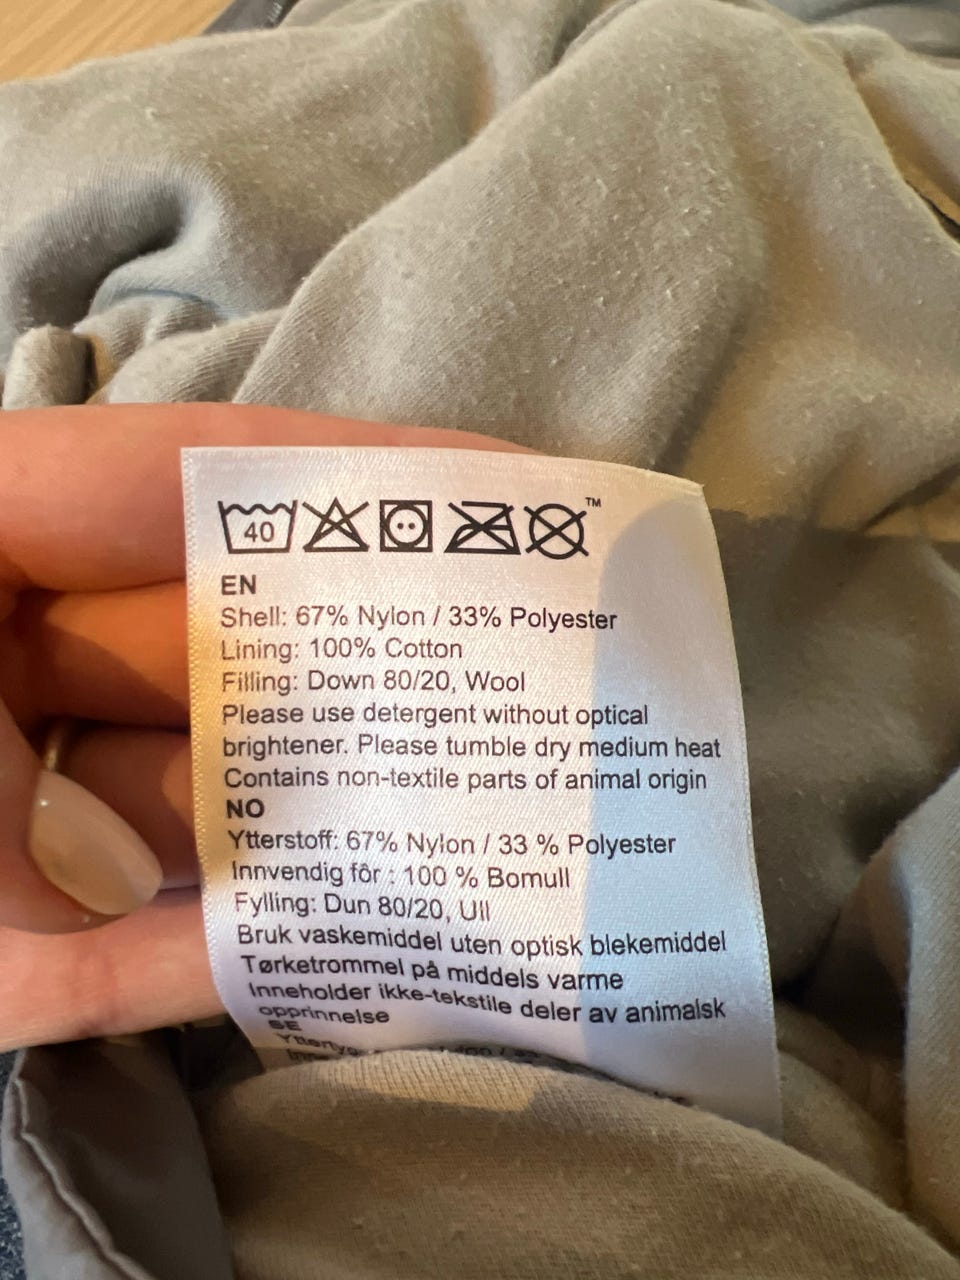 40
™
EN
Shell: 67% Nylon / 33% Polyester
Lining: 100% Cotton
Filling: Down 80/20, Wool
Please use detergent without optical
brightener. Please tumble dry medium heat
Contains non-textile parts of animal origin
NO
Ytterstoff: 67% Nylon / 33 % Polyester
Innvendig fôr : 100 % Bomull
Fylling: Dun 80/20, Ull
Bruk vaskemiddel uten optisk blekemiddel
Tørketrommel på middels varme
Inneholder ikke-tekstile deler av animalsk
opprinnelse
SE